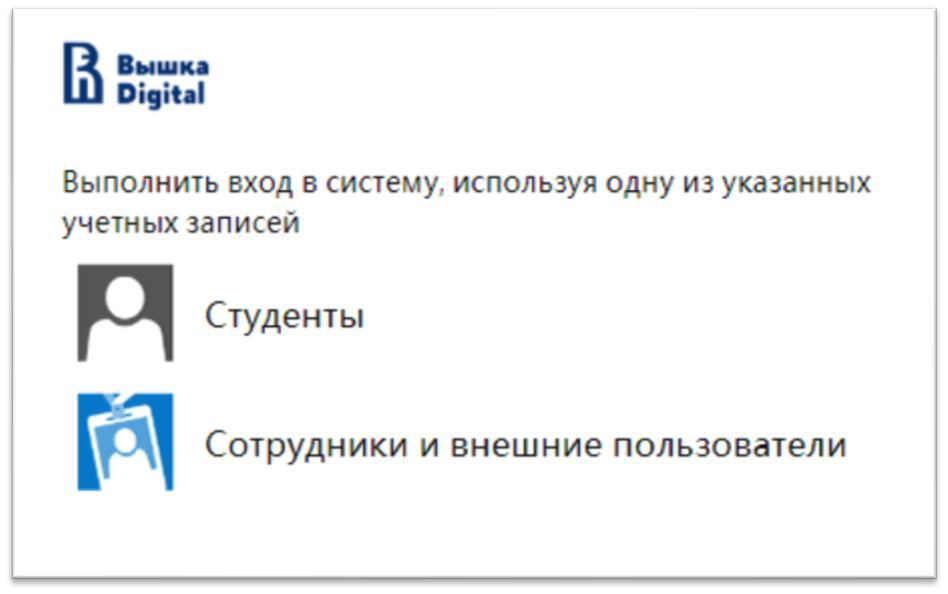 Вышка
Digital
Выполнить вход в систему, используя одну из указанных
учетных записей
Студенты
Сотрудники и внешние пользователи